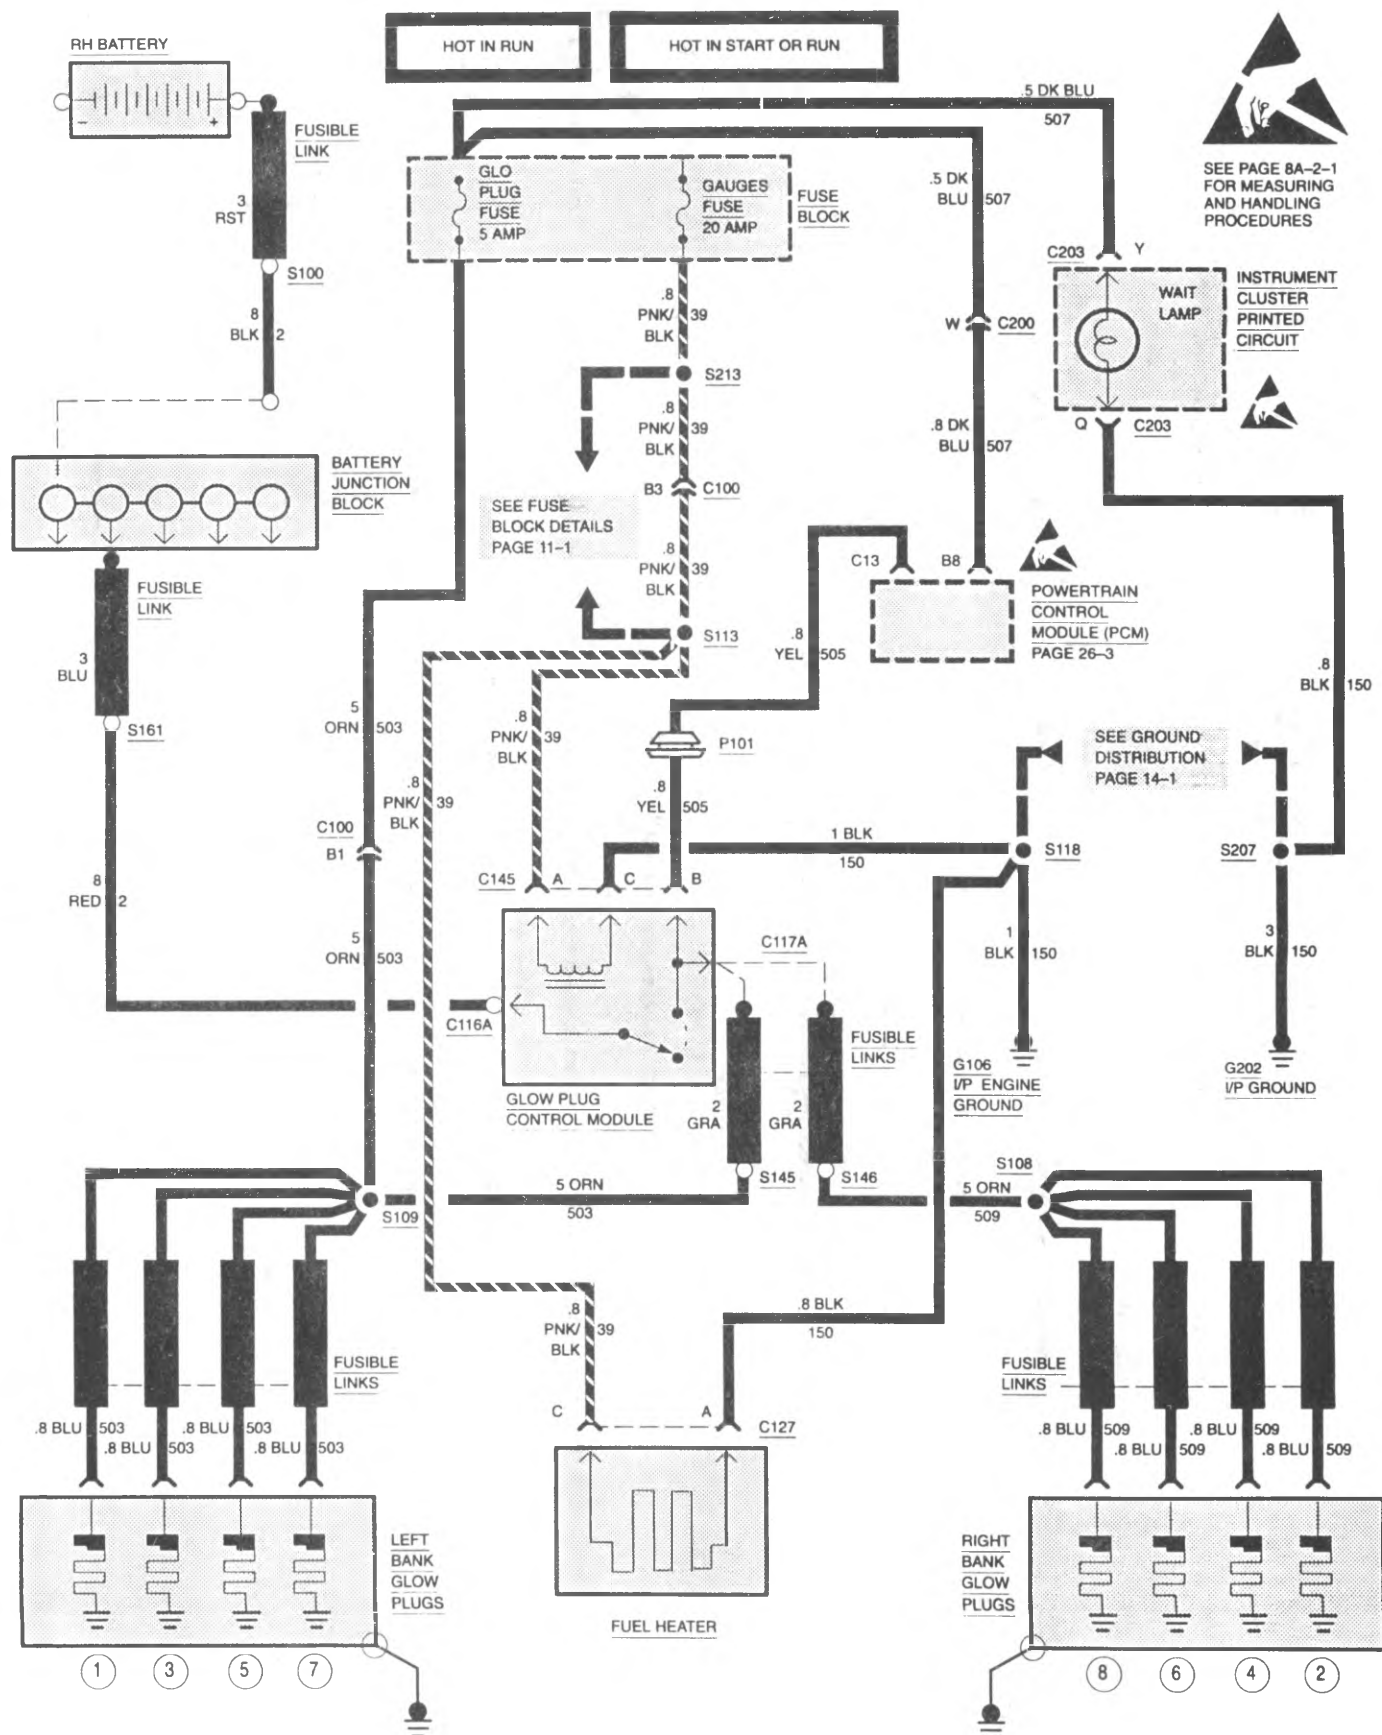 RH BATTERY
HOT IN RUN
HOT IN START OR RUN
- +
FUSIBLE
LINK
3
RST
S100
8
BLK 2
GLO
PLUG
FUSE
5 AMP
GAUGES
FUSE
20 AMP
FUSE
BLOCK
.5 DK BLU
507
.5 DK
BLU 507
SEE PAGE 8A-2-1
FOR MEASURING
AND HANDLING
PROCEDURES
C203 Y
WAIT
LAMP
INSTRUMENT
CLUSTER
PRINTED
CIRCUIT
W C200
Q C203
.8
PNK/ 39
BLK
S213
.8
PNK/ 39
BLK
.8 DK
BLU 507
BATTERY
JUNCTION
BLOCK
B3 C100
SEE FUSE
BLOCK DETAILS
PAGE 11-1
.8
PNK/ 39
BLK
C13 B8
POWERTRAIN
CONTROL
MODULE (PCM)
PAGE 26-3
FUSIBLE
LINK
3
BLU
S161
S113
.8
YEL 505
.8
BLK 150
5
ORN 503
.8
PNK/ 39
BLK
.8
PNK/ 39
BLK
P101
SEE GROUND
DISTRIBUTION
PAGE 14-1
.8
YEL 505
C100
B1
1 BLK
150
S118
S207
8
RED 2
C145 A C B
5
ORN 503
C117A
1
BLK 150
3
BLK 150
C116A
FUSIBLE
LINKS
GLOW PLUG
CONTROL MODULE
2
GRA
2
GRA
G106
I/P ENGINE
GROUND
G202
I/P GROUND
S109
5 ORN
503
S145
S146
S108
5 ORN
509
FUSIBLE
LINKS
.8
PNK/ 39
BLK
.8 BLK
150
FUSIBLE
LINKS
.8 BLU 503
.8 BLU 503
.8 BLU 503
.8 BLU 503
C A C127
.8 BLU 509
.8 BLU 509
.8 BLU 509
.8 BLU 509
LEFT
BANK
GLOW
PLUGS
FUEL HEATER
RIGHT
BANK
GLOW
PLUGS
1 3 5 7
8 6 4 2